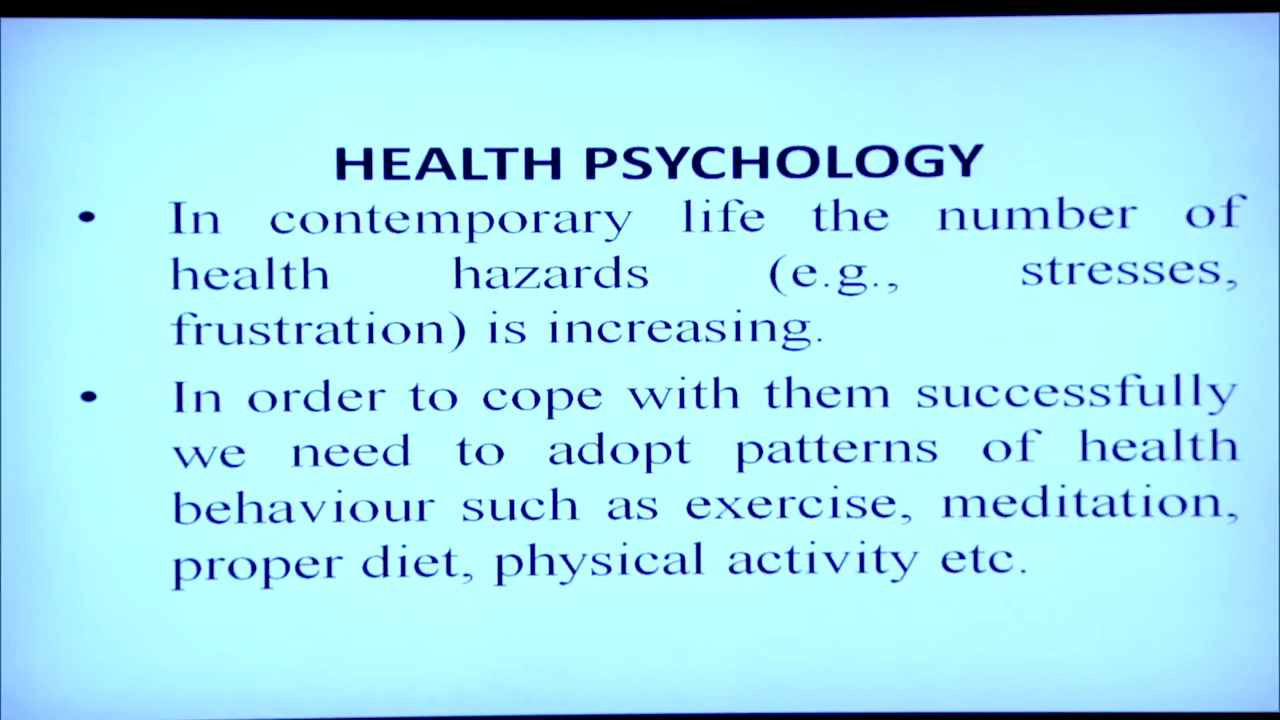 HEALTH PSYCHOLOGY
• In contemporary life the number of
health hazards (e.g., stresses,
frustration) is increasing.
• In order to cope with them successfully
we need to adopt patterns of health
behaviour such as exercise, meditation,
proper diet, physical activity etc.